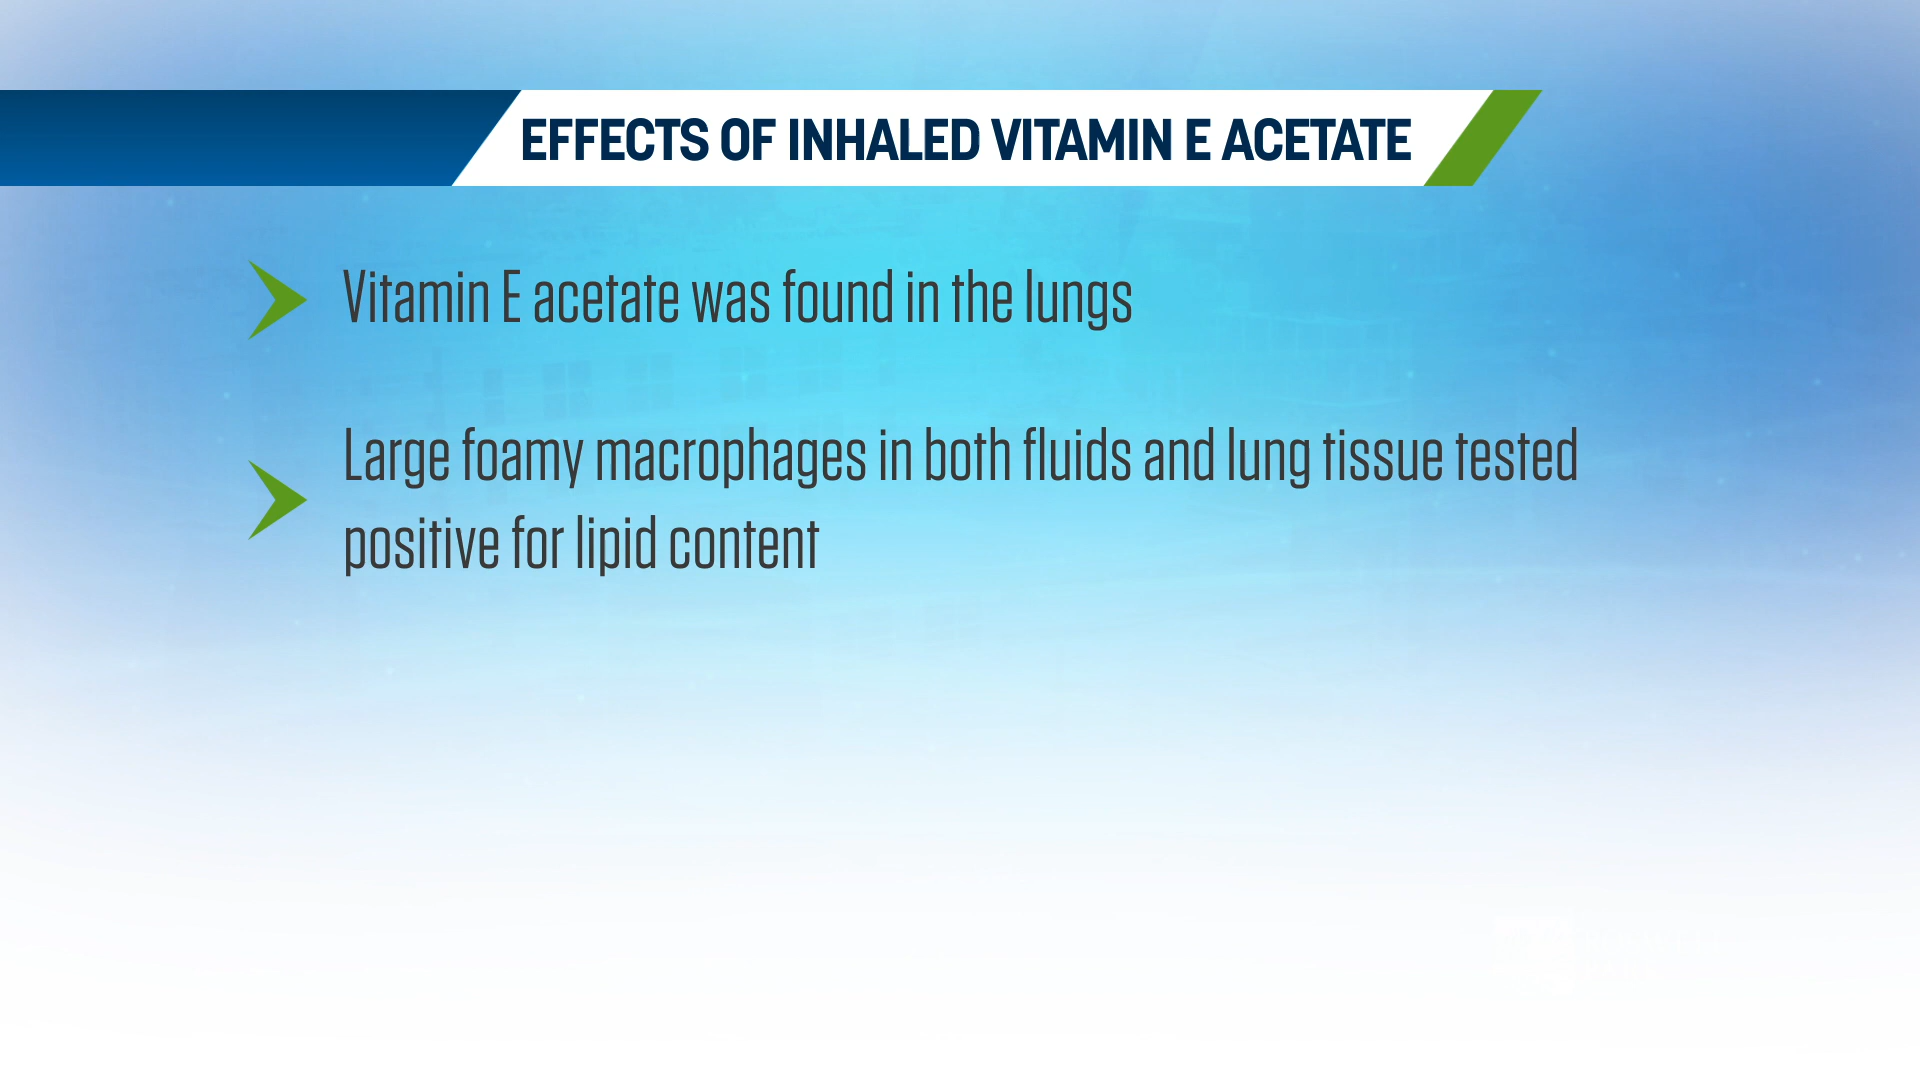 EFFECTS OF INHALED VITAMIN E ACETATE
Vitamin E acetate was found in the lungs
Large foamy macrophages in both fluids and lung tissue tested
positive for lipid content